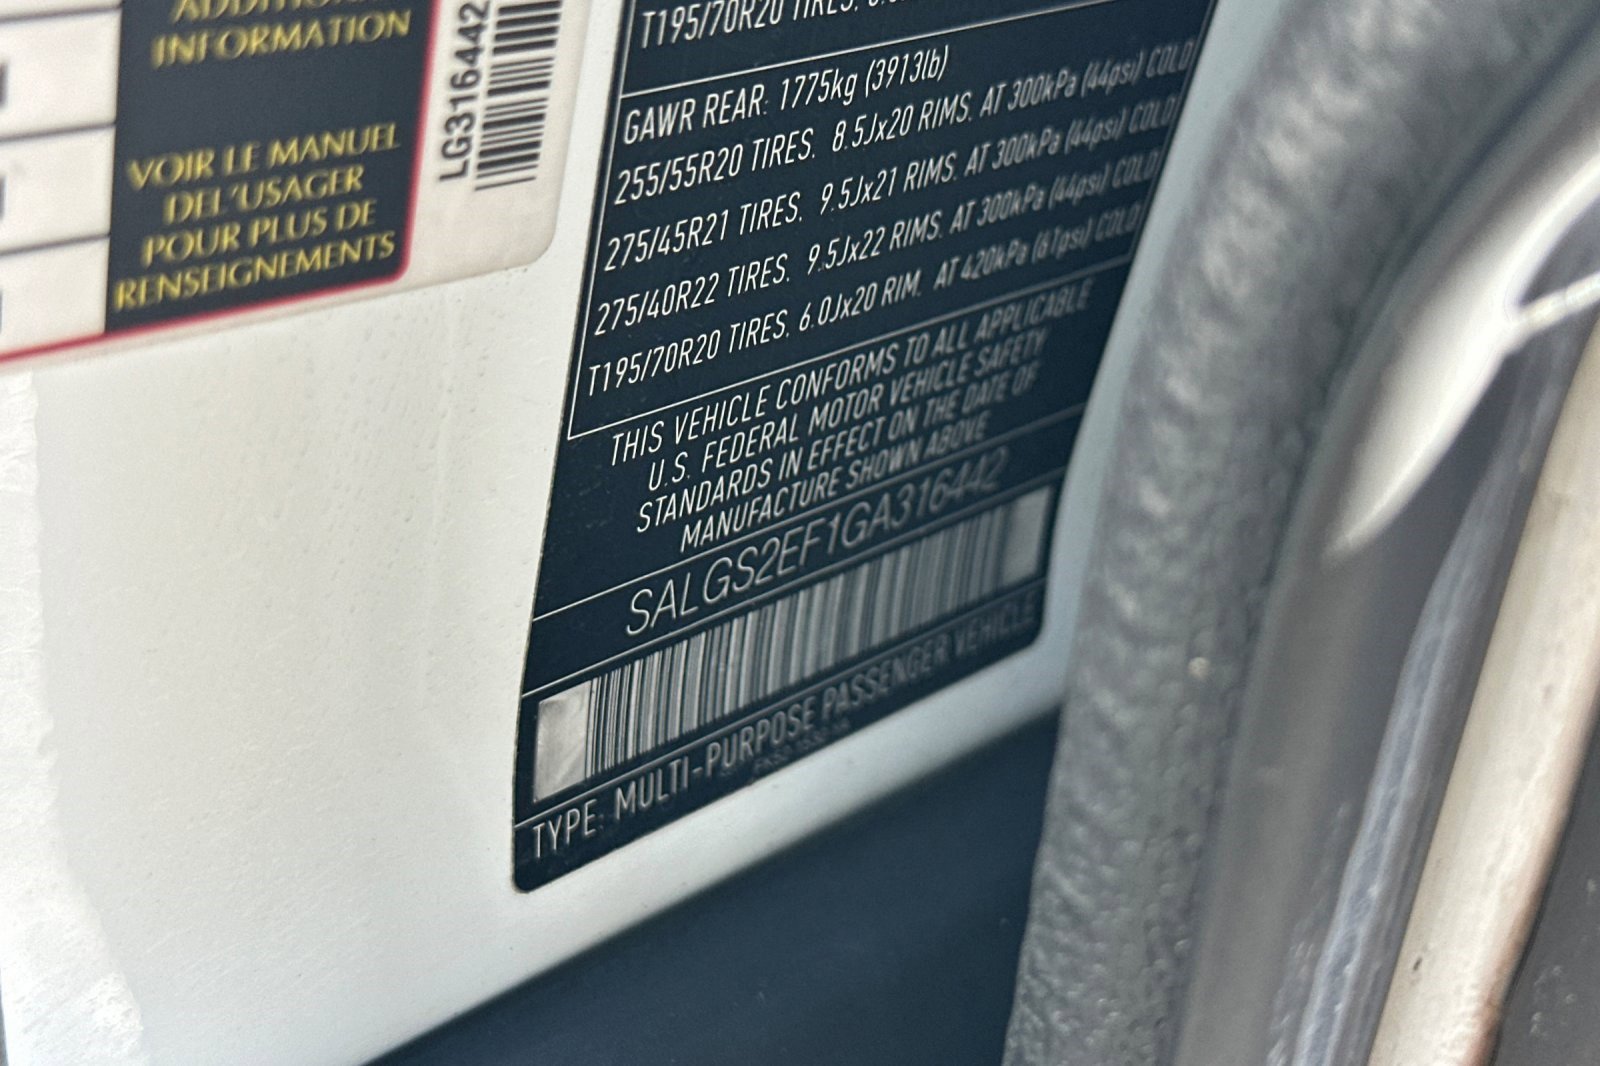 INFORMATION
VOIR LE MANUEL
DEL'USAGER
POUR PLUS DE
RENSEIGNEMENTS
LG316442
T195/70R20 TIRES.
GAWR REAR: 1775kg (3913lb)
255/55R20 TIRES. 8.5Jx20 RIMS. AT 300kPa (44psi) COLD
275/45R21 TIRES. 9.5Jx21 RIMS. AT 300kPa (44psi) COLD
275/40R22 TIRES. 9.5Jx22 RIMS. AT 300kPa (44psi) COLD
T195/70R20 TIRES. 6.0Jx20 RIM. AT 420kPa (61psi) COLD
THIS VEHICLE CONFORMS TO ALL APPLICABLE
U.S. FEDERAL MOTOR VEHICLE SAFETY
STANDARDS IN EFFECT ON THE DATE OF
MANUFACTURE SHOWN ABOVE
SALGS2EF1GA316442
TYPE: MULTI-PURPOSE PASSENGER VEHICLE